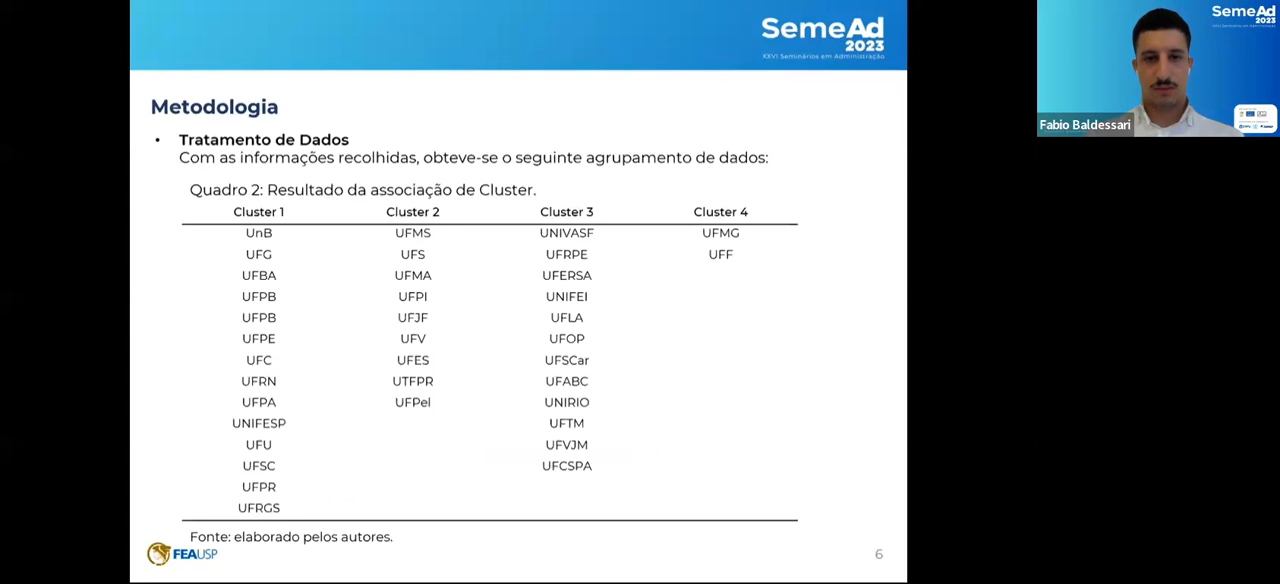 SemeAd
2023
XXVI Seminários em Administração
Metodologia
• Tratamento de Dados
Com as informações recolhidas, obteve-se o seguinte agrupamento de dados:
Quadro 2: Resultado da associação de Cluster.
Cluster 1 Cluster 2 Cluster 3 Cluster 4
UnB UFMS UNIVASF UFMG
UFG UFS UFRPE UFF
UFBA UFMA UFERSA
UFPB UFPI UNIFEI
UFPB UFJF UFLA
UFPE UFV UFOP
UFC UFES UFSCar
UFRN UTFPR UFABC
UFPA UFPel UNIRIO
UNIFESP UFTM
UFU UFVJM
UFSC UFCSPA
UFPR
UFRGS
Fonte: elaborado pelos autores.
FEAUSP
6
SemeAd
2023
Fabio Baldessari